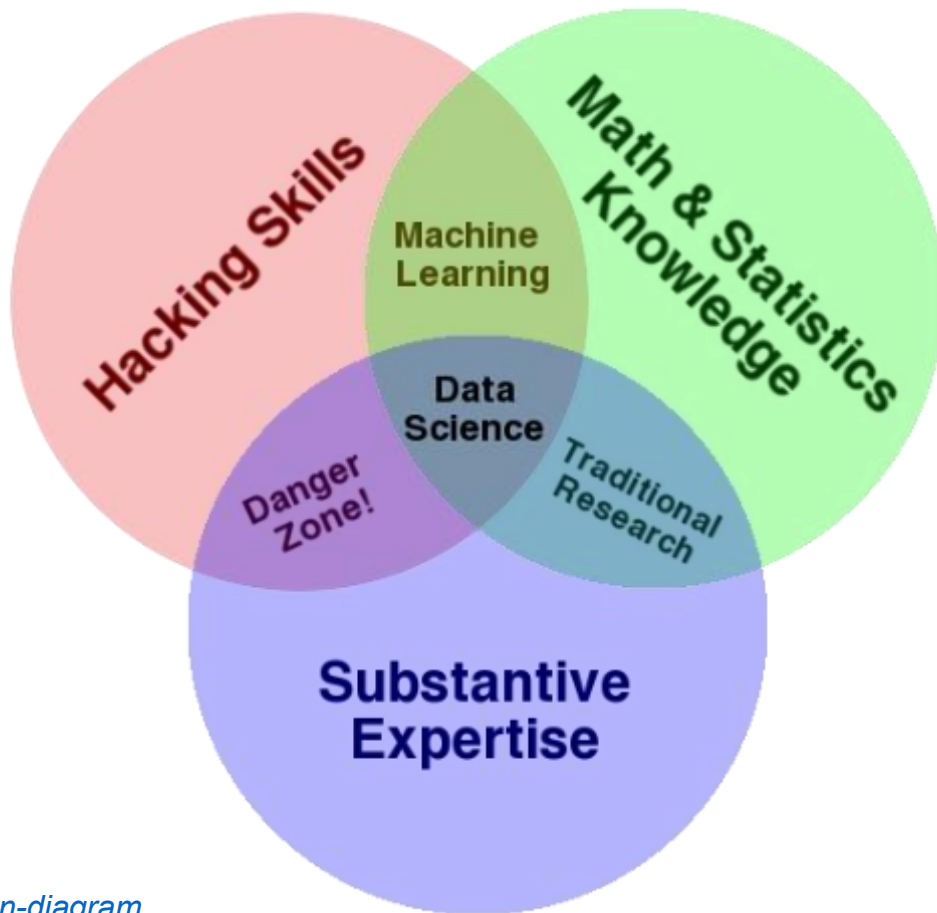 Hacking Skills
Math & Statistics
Knowledge
Machine
Learning
Data
Science
Danger
Zone!
Traditional
Research
Substantive
Expertise
n-diagram